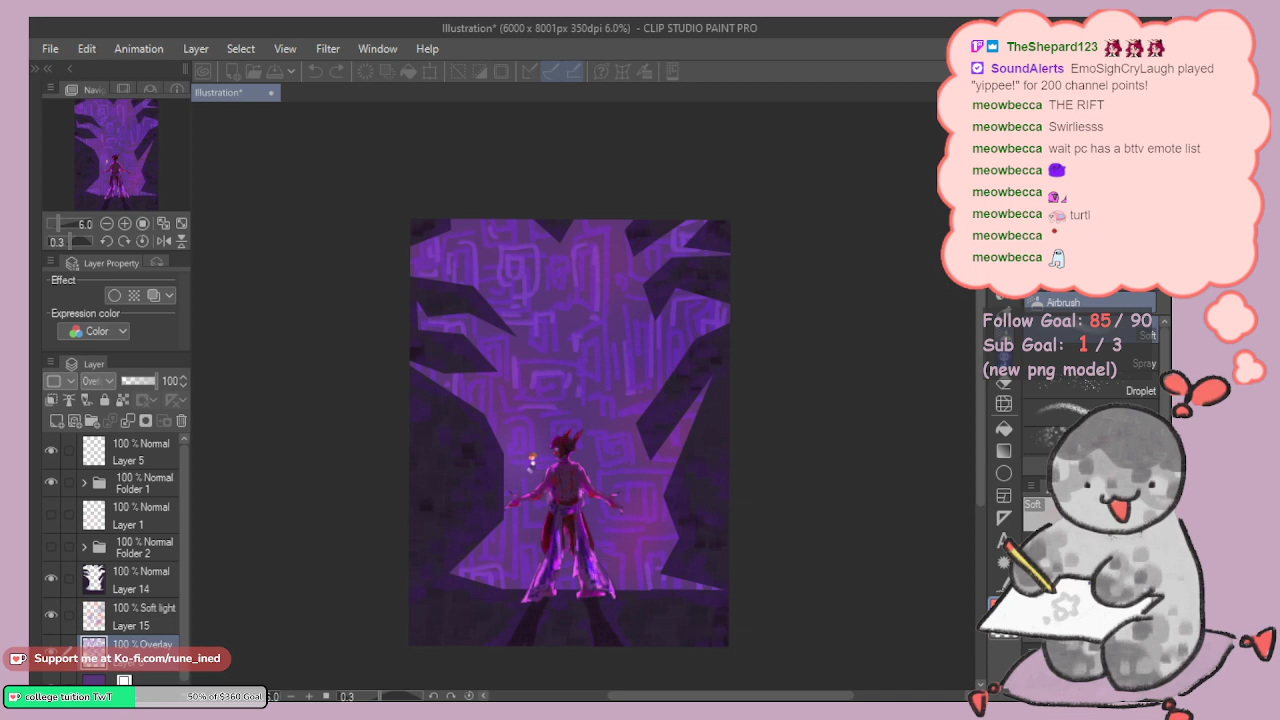 Illustration* (6000 x 8001px 350dpi 6.0%) - CLIP STUDIO PAINT PRO
File Edit Animation Layer Select View Filter Window Help
Illustration*
6.0
0.3
Layer Property
Effect
Expression color
Color
Layer
100
100 % Normal
Layer 5
100 % Normal
Folder 1
100 % Normal
Layer 1
100 % Normal
Folder 2
100 % Normal
Layer 14
100 % Soft light
Layer 15
100 % Overlay
Support me at Ko-fi.com/rune_ined
college tuition TwT 50% of $360 Goal
0.3
TheShepard123
SoundAlerts EmoSighCryLaugh played
"yippee!" for 200 channel points!
meowbecca THE RIFT
meowbecca Swirliesss
meowbecca wait pc has a bttv emote list
meowbecca
meowbecca
meowbecca turtl
meowbecca
meowbecca
Airbrush
Follow Goal: 85 / 90
Soft
Sub Goal: 1 / 3
Spray
(new png model)
Droplet
Soft